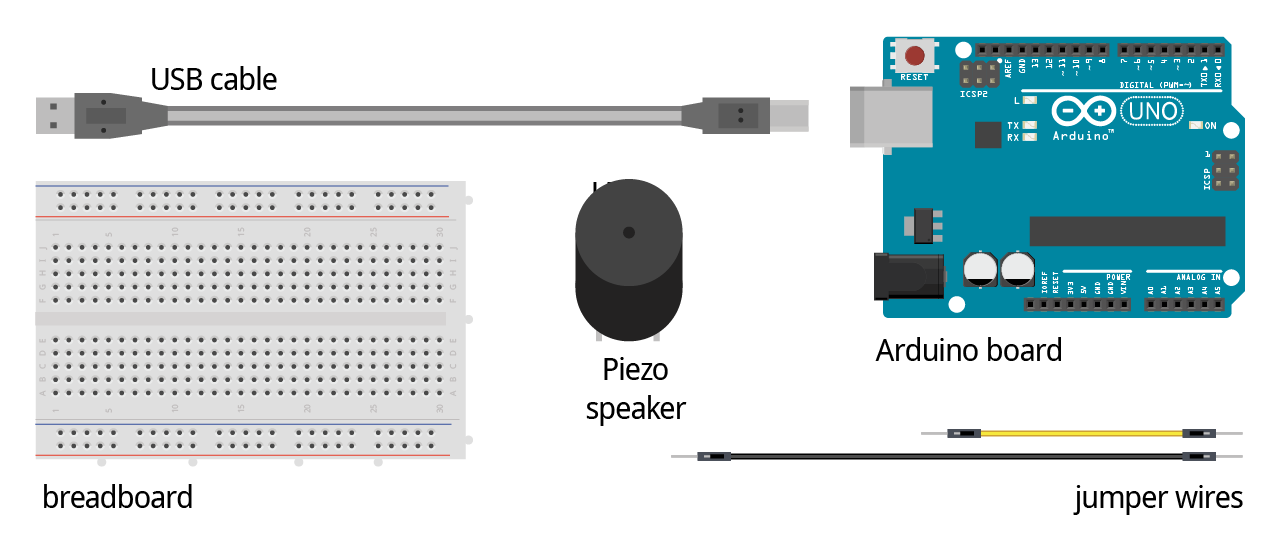 USB cable
RESET
ICSP2
AREF
GND
13
12
~11
~10
~9
8
7
~6
~5
4
~3
2
TX0▶1
RX0◀0
DIGITAL (PWM=~)
L
TX
RX
Arduino™
UNO
ON
1
ICSP
1 5 10 15 20 25 30
J J
I I
H H
G G
F F
E E
D D
C C
B B
A A
1 5 10 15 20 25 30
POWER
ANALOG IN
IOREF
RESET
3V3
5V
GND
GND
VIN
A0
A1
A2
A3
A4
A5
Piezo
speaker
Arduino board
breadboard
jumper wires